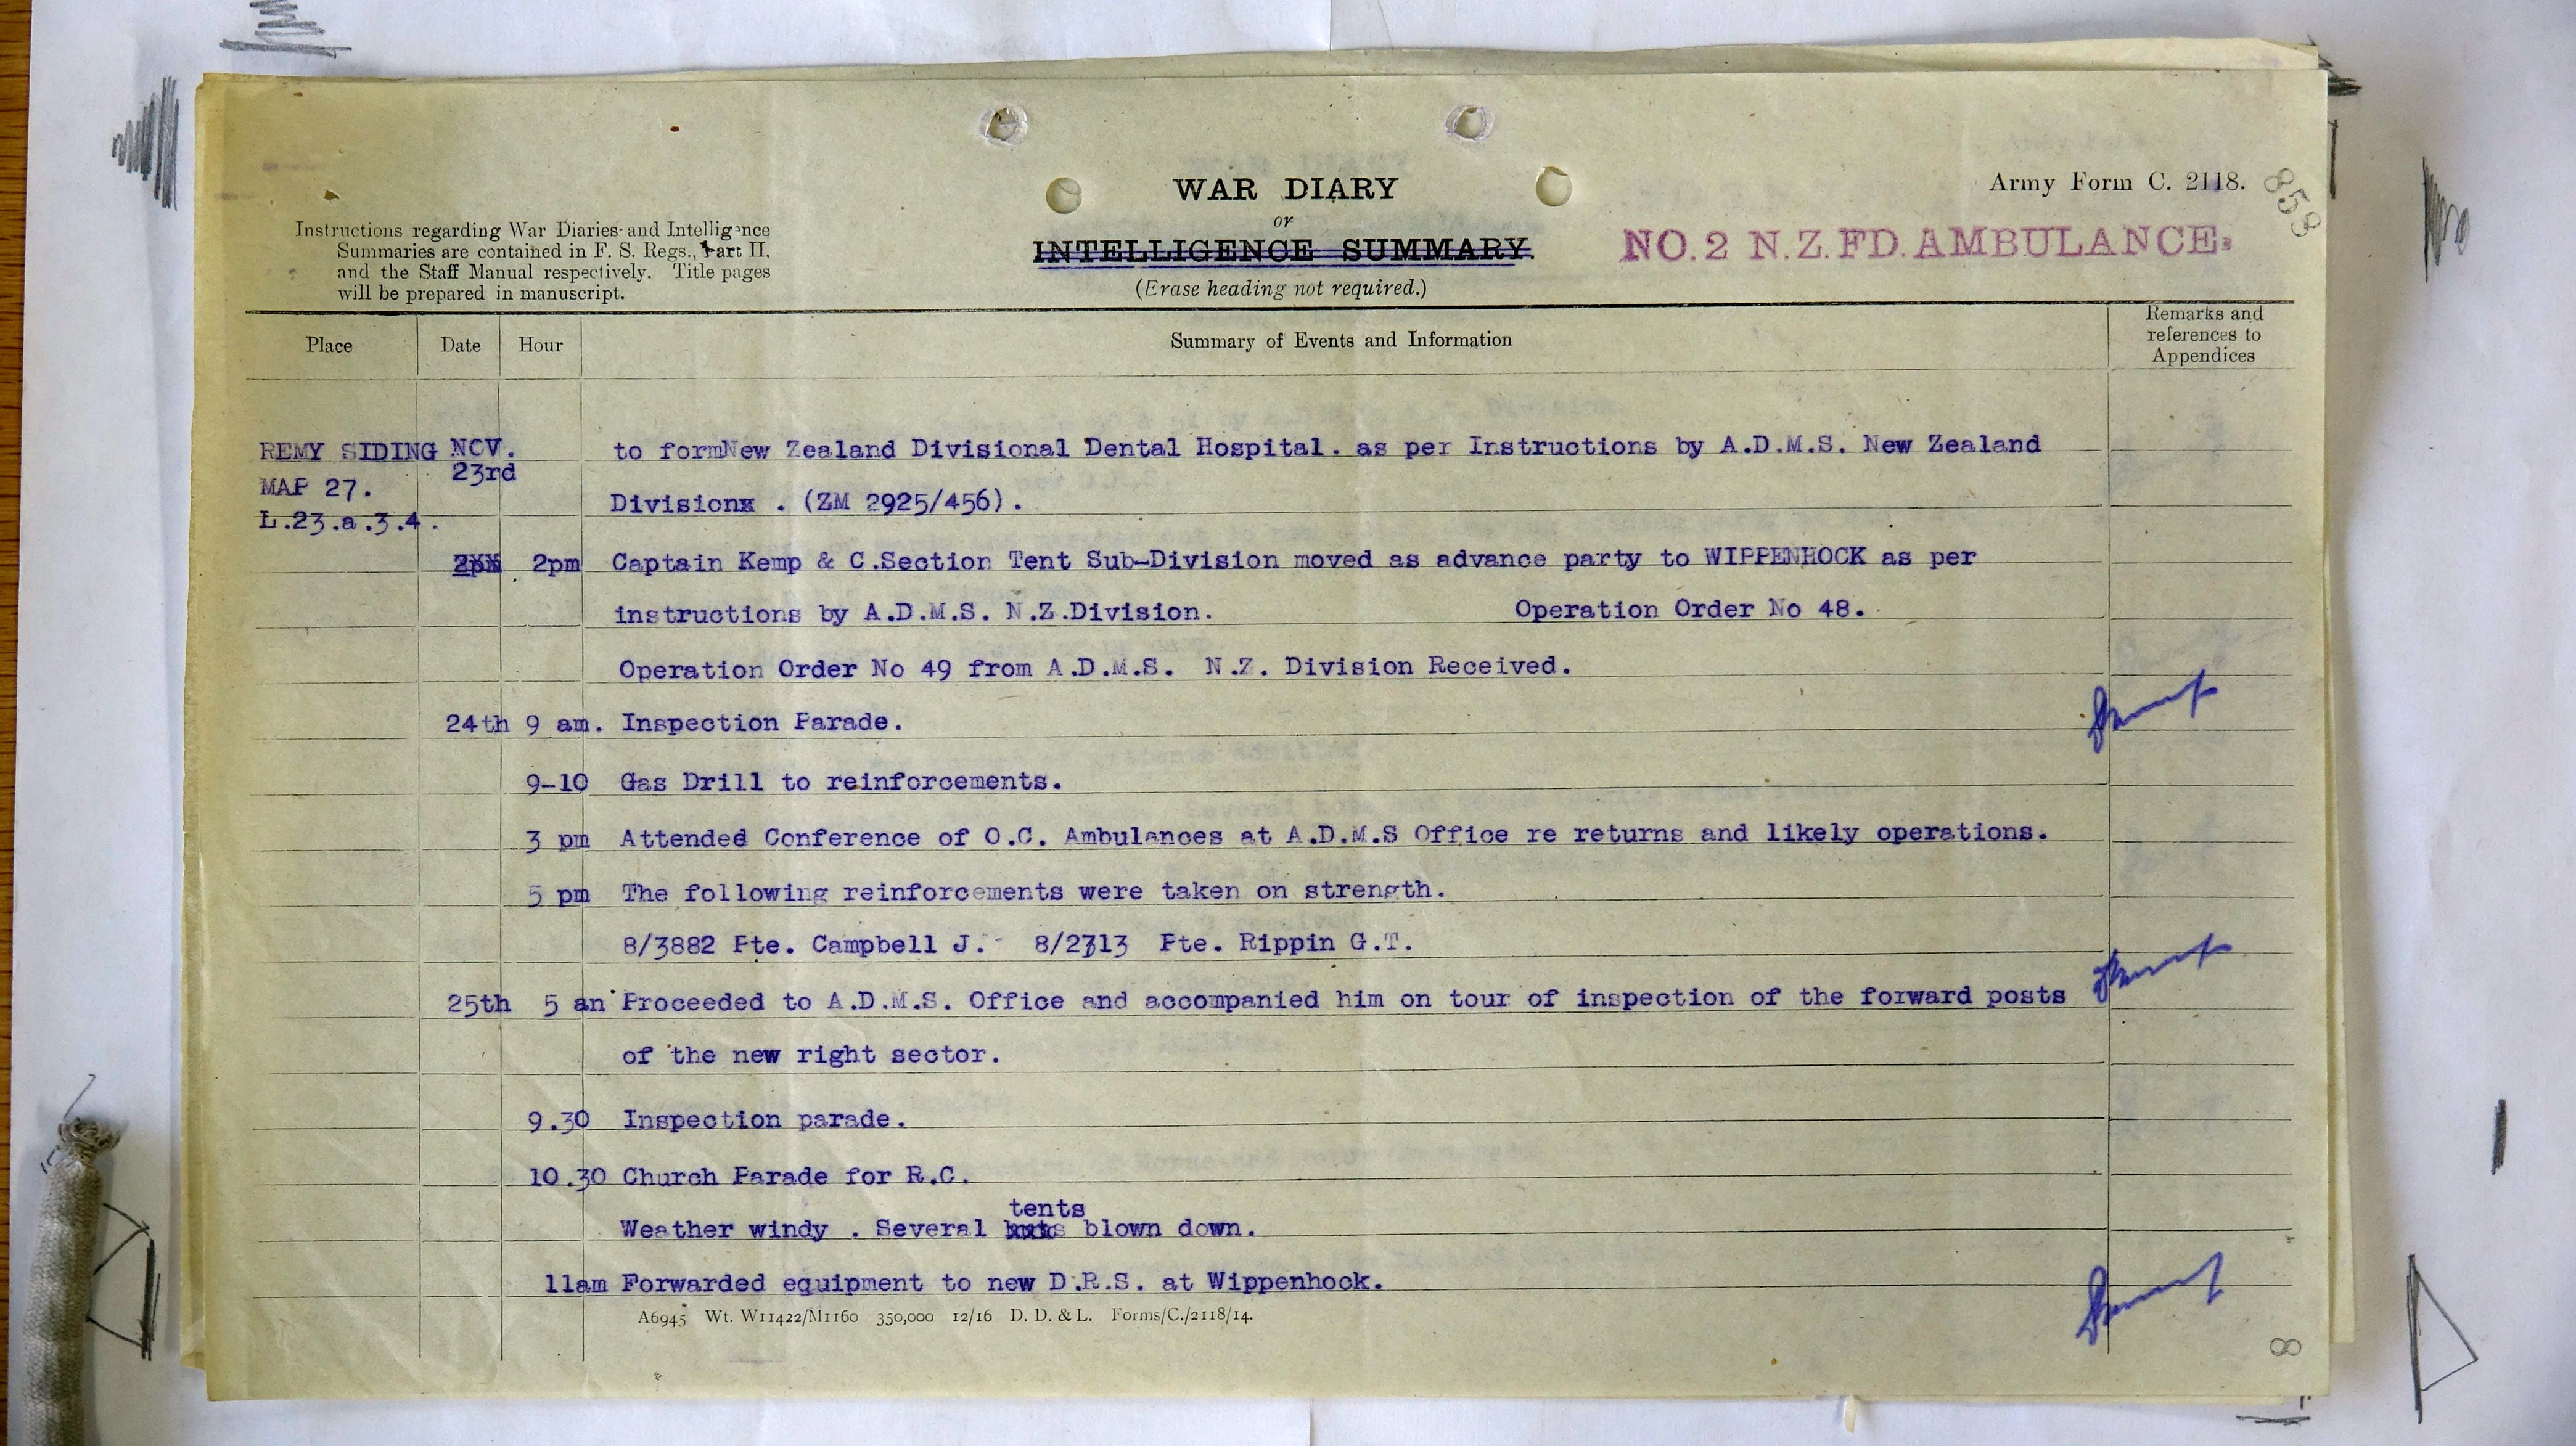 Army Form C. 2118.
858
WAR DIARY
or
INTELLIGENCE SUMMARY.
(Erase heading not required.)
NO.2 N.Z.FD.AMBULANCE.
Instructions regarding War Diaries and Intelligence
Summaries are contained in F. S. Regs., Part II.
and the Staff Manual respectively. Title pages
will be prepared in manuscript.
Place Date Hour Summary of Events and Information Remarks and
references to
Appendices
REMY SIDING NOV. to formNew Zealand Divisional Dental Hospital. as per Instructions by A.D.M.S. New Zealand
23rd
MAP 27.
Division . (ZM 2925/456).
L.23.a.3.4.
2pm Captain Kemp & C.Section Tent Sub-Division moved as advance party to WIPPENHOCK as per
instructions by A.D.M.S. N.Z.Division. Operation Order No 48.
Operation Order No 49 from A.D.M.S. N.Z. Division Received.
24th 9 am. Inspection Parade.
9-10 Gas Drill to reinforcements.
3 pm Attended Conference of O.C. Ambulances at A.D.M.S Office re returns and likely operations.
5 pm The following reinforcements were taken on strength.
8/3882 Pte. Campbell J. 8/2713 Pte. Rippin G.T.
25th 5 am Proceeded to A.D.M.S. Office and accompanied him on tour of inspection of the forward posts
of the new right sector.
9.30 Inspection parade.
10.30 Church Parade for R.C.
tents
Weather windy . Several huts blown down.
11am Forwarded equipment to new D.R.S. at Wippenhock.
A6945 Wt. W11422/M1160 350,000 12/16 D. D. & L. Forms/C./2118/14.
8